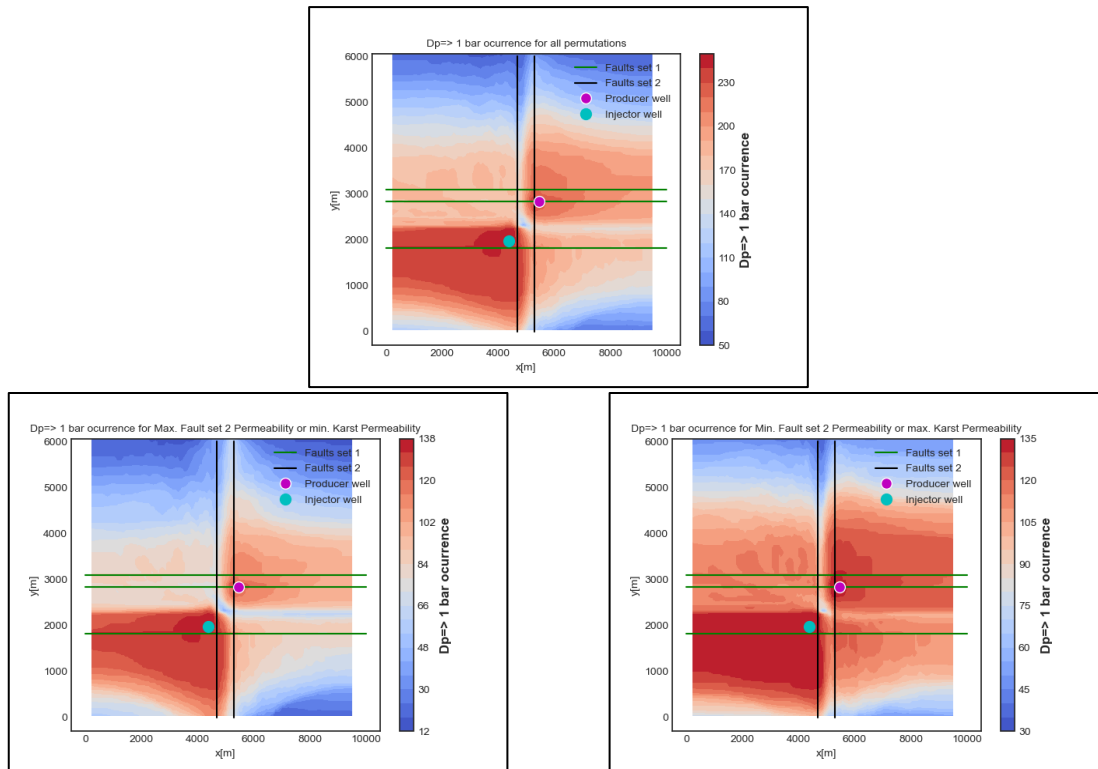 Dp=> 1 bar ocurrence for all permutations
6000
5000
4000
3000
2000
1000
0
y[m]
0 2000 4000 6000 8000 10000
x[m]
Faults set 1
Faults set 2
Producer well
Injector well
230
200
170
140
110
80
50
Dp=> 1 bar ocurrence
Dp=> 1 bar ocurrence for Max. Fault set 2 Permeability or min. Karst Permeability
6000
5000
4000
3000
2000
1000
0
y[m]
0 2000 4000 6000 8000 10000
x[m]
Faults set 1
Faults set 2
Producer well
Injector well
138
120
102
84
66
48
30
12
Dp=> 1 bar ocurrence
Dp=> 1 bar ocurrence for Min. Fault set 2 Permeability or max. Karst Permeability
6000
5000
4000
3000
2000
1000
0
y[m]
0 2000 4000 6000 8000 10000
x[m]
Faults set 1
Faults set 2
Producer well
Injector well
135
120
105
90
75
60
45
30
Dp=> 1 bar ocurrence